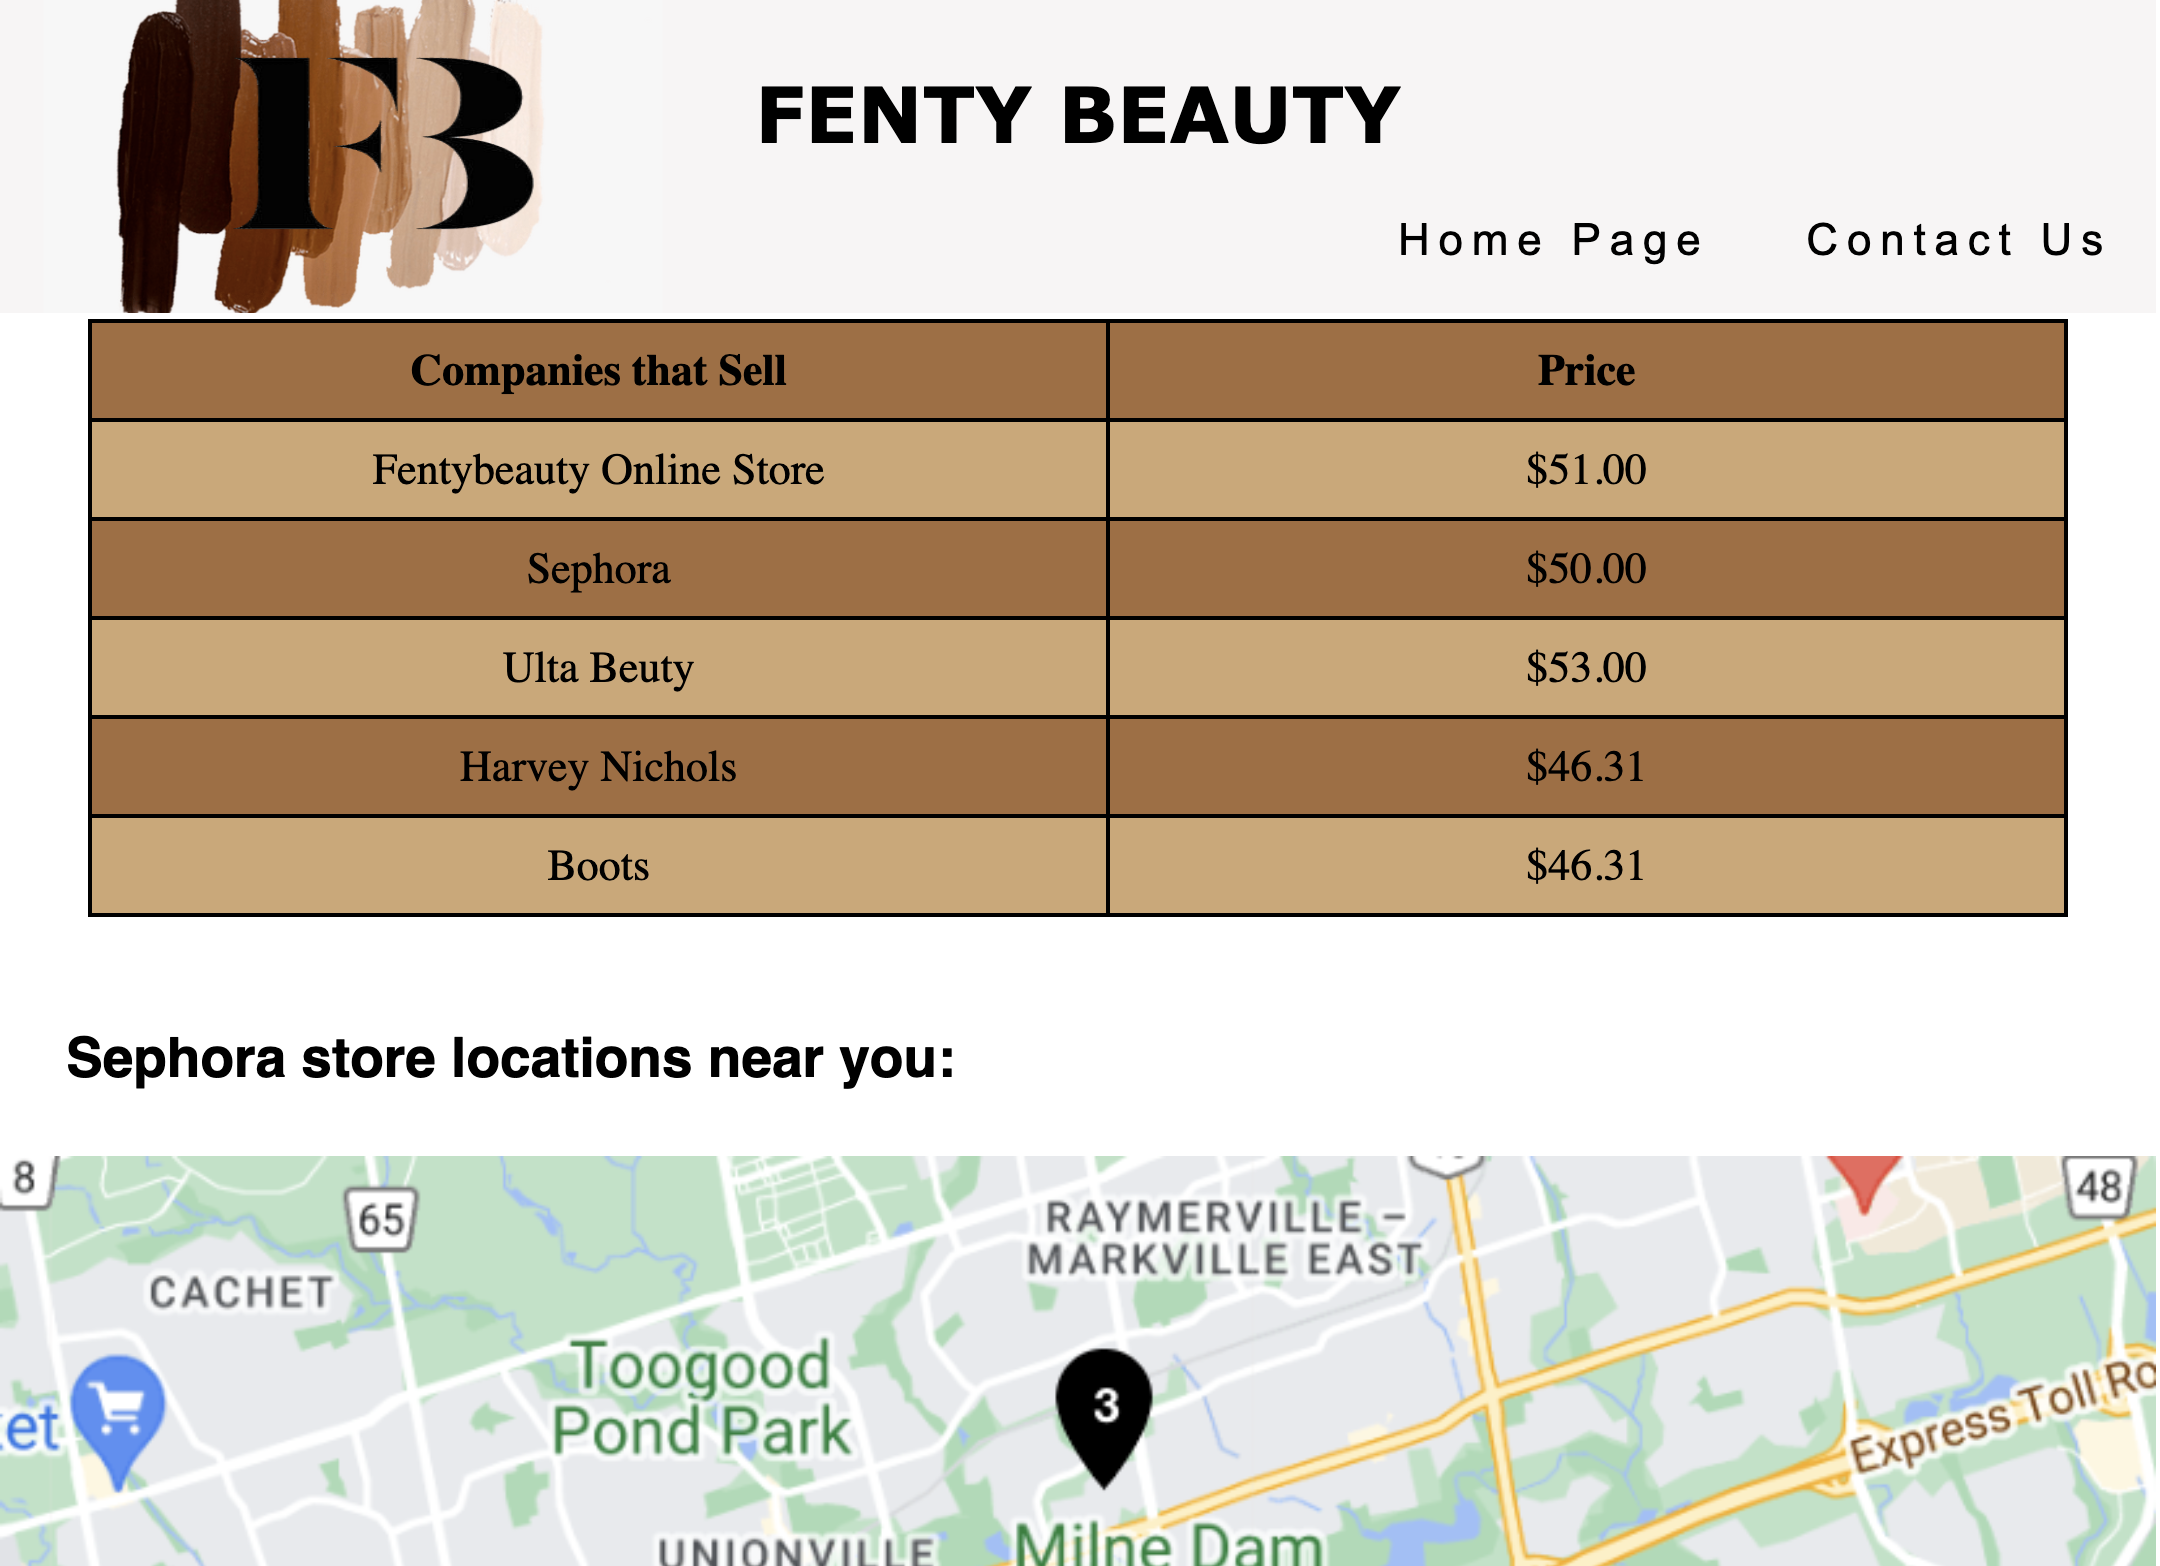 FB
FENTY BEAUTY
Home Page Contact Us
Companies that Sell Price
Fentybeauty Online Store $51.00
Sephora $50.00
Ulta Beuty $53.00
Harvey Nichols $46.31
Boots $46.31
Sephora store locations near you:
8
65
48
RAYMERVILLE –
MARKVILLE EAST
CACHET
Toogood
Pond Park
3
et
Express Toll Ro
UNIONVILLE
Milne Dam